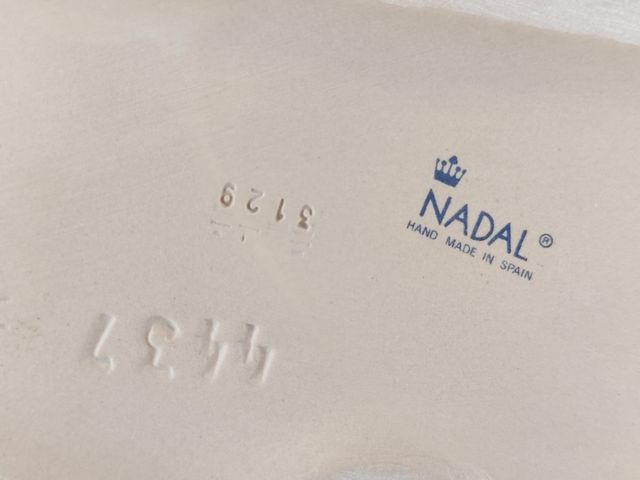 NADAL ®
HAND MADE IN SPAIN
3129
4437